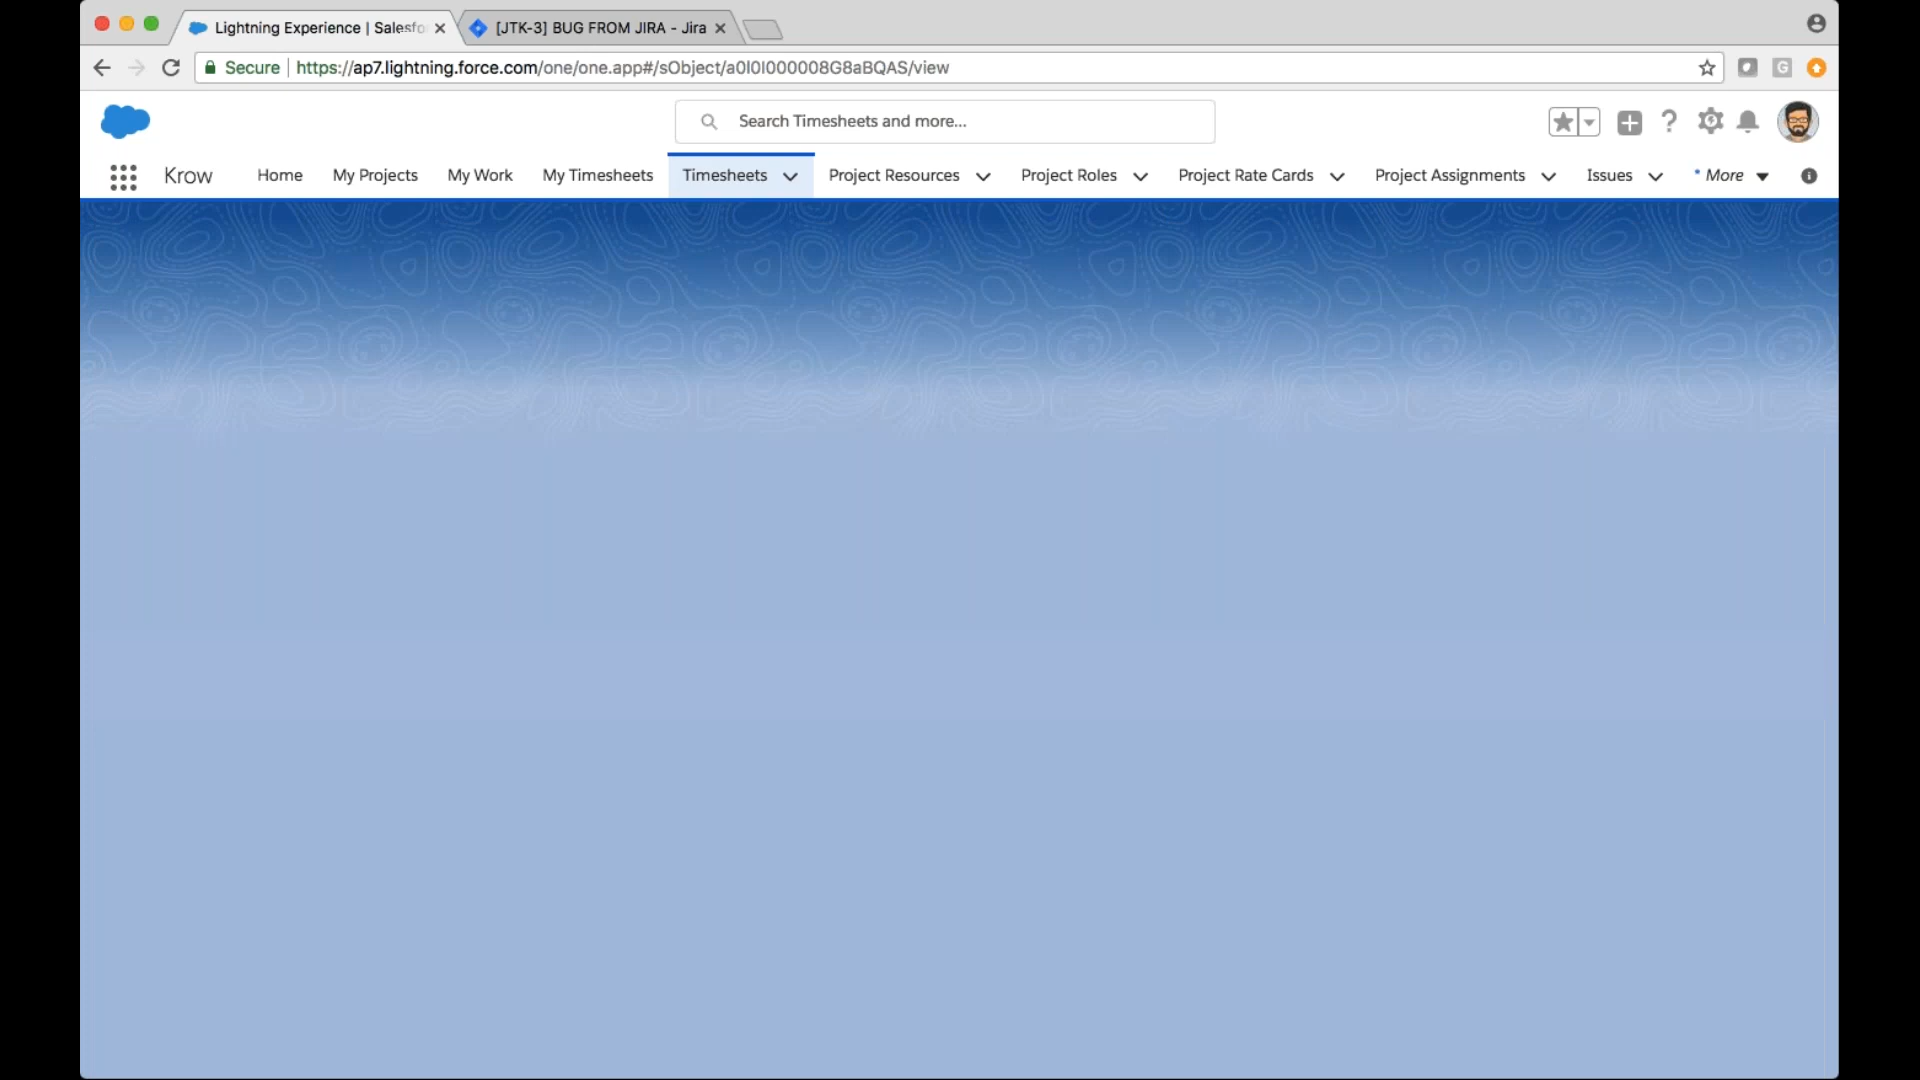 Lightning Experience | Salesfo
[JTK-3] BUG FROM JIRA - Jira
Secure
https://ap7.lightning.force.com/one/one.app#/sObject/a0I0I000008G8aBQAS/view
G
Search Timesheets and more...
Krow
Home
My Projects
My Work
My Timesheets
Timesheets
Project Resources
Project Roles
Project Rate Cards
Project Assignments
Issues
* More